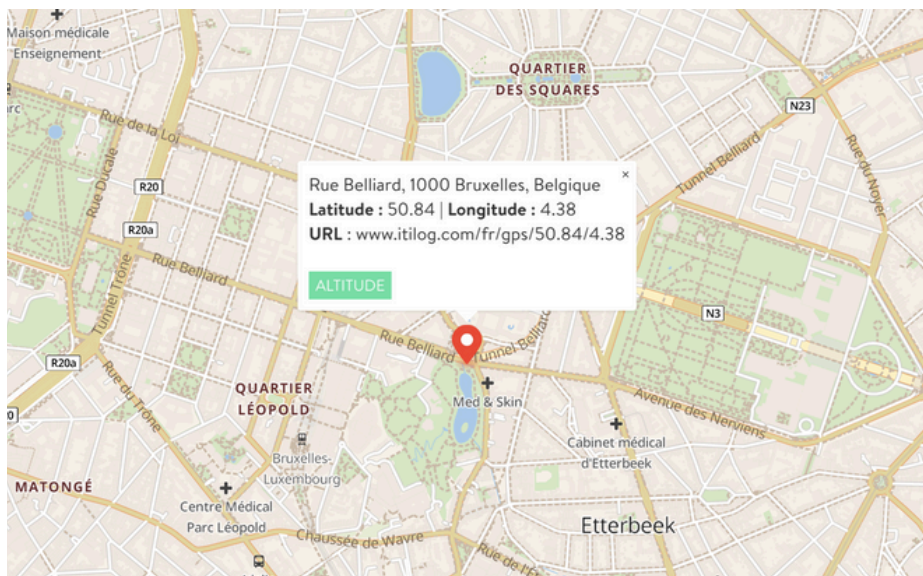 Maison médicale
Enseignement
QUARTIER
DES SQUARES
N23
Rue de la Loi
Tunnel Belliard
Rue du Noyer
Rue Ducale
R20
Rue Belliard, 1000 Bruxelles, Belgique
×
Latitude : 50.84 | Longitude : 4.38
URL : www.itilog.com/fr/gps/50.84/4.38
ALTITUDE
R20a
Rue Belliard
Tunnel Trône
N3
Rue Belliard
Tunnel Belliard
R20a
Rue du Trône
QUARTIER
LÉOPOLD
Med & Skin
Avenue des Nerviens
Cabinet médical
d'Etterbeek
Bruxelles-
Luxembourg
MATONGÉ
Centre Médical
Parc Léopold
Etterbeek
Chaussée de Wavre